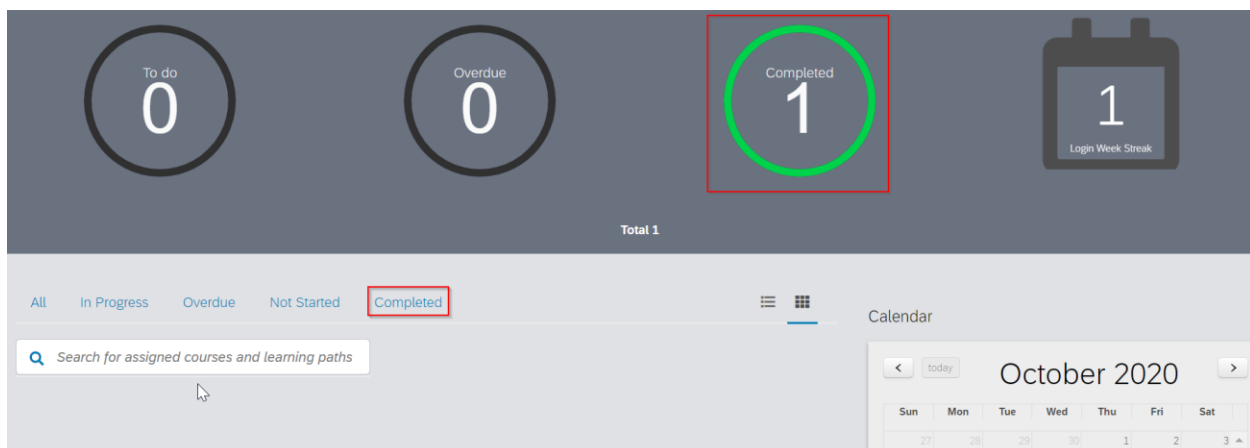 To do
0
Overdue
0
Completed
1
1
Login Week Streak
Total 1
All In Progress Overdue Not Started Completed
Search for assigned courses and learning paths
Calendar
today
October 2020
Sun Mon Tue Wed Thu Fri Sat
27 28 29 30 1 2 3